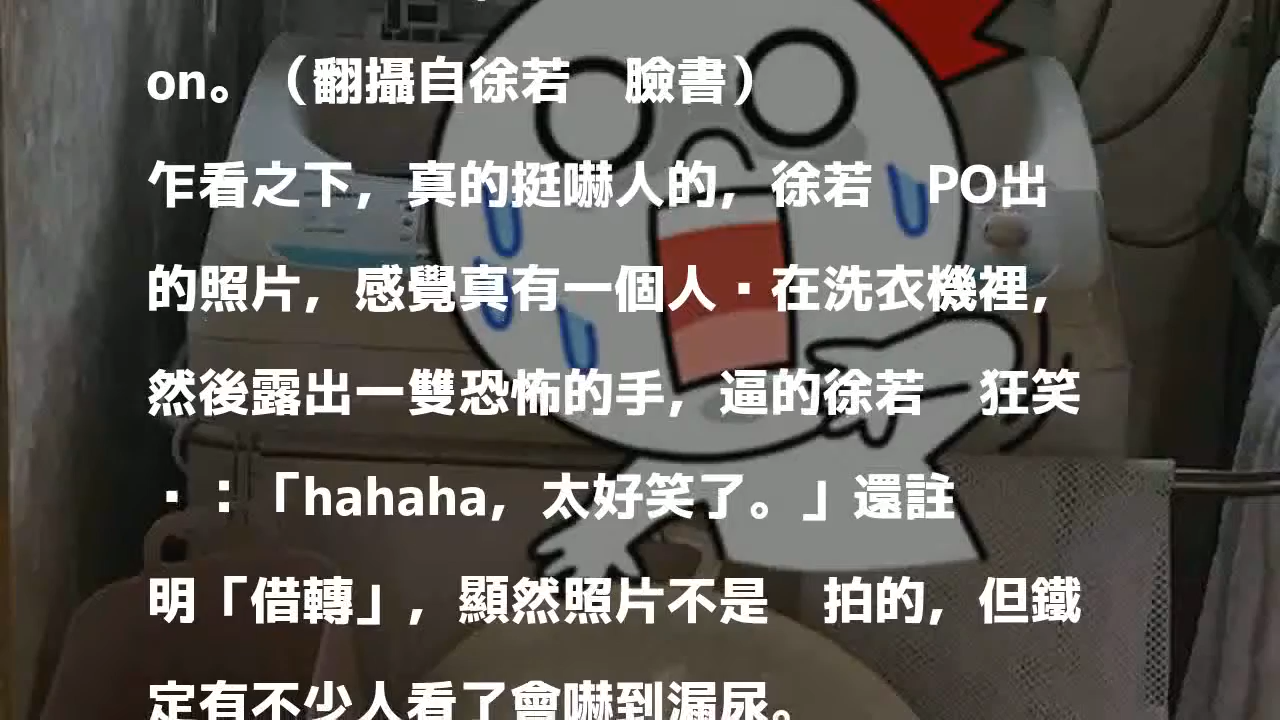 on。（翻攝自徐若　臉書）
乍看之下，真的挺嚇人的，徐若　PO出
的照片，感覺真有一個人·在洗衣機裡，
然後露出一雙恐怖的手，逼的徐若　狂笑
·：「hahaha，太好笑了。」還註
明「借轉」，顯然照片不是　拍的，但鐵
定有不少人看了會嚇到漏尿。